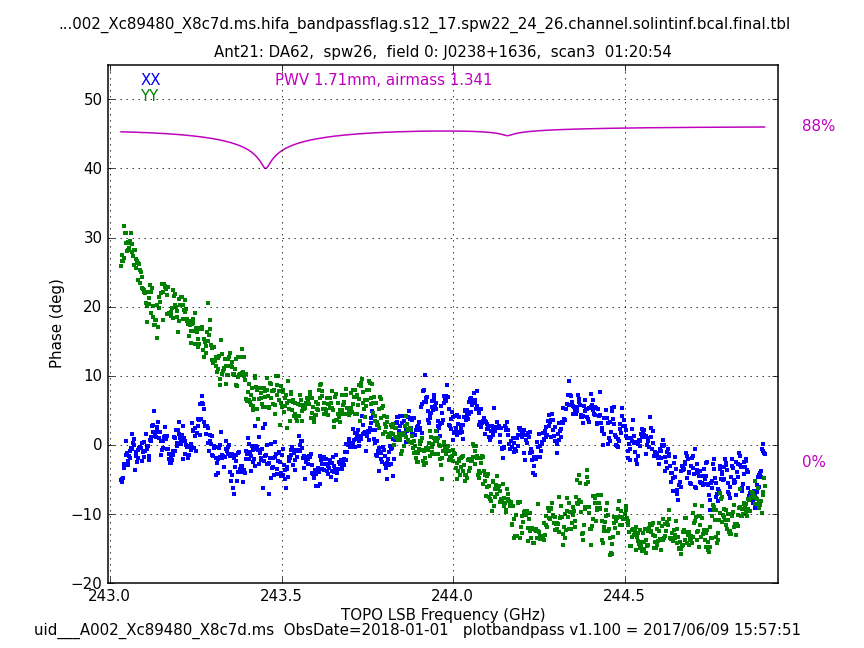 ...002_Xc89480_X8c7d.ms.hifa_bandpassflag.s12_17.spw22_24_26.channel.solintinf.bcal.final.tbl
Ant21: DA62,  spw26,  field 0: J0238+1636,  scan3  01:20:54
XX
PWV 1.71mm, airmass 1.341
YY
50
88%
40
30
20
10
0
0%
−10
−20
Phase (deg)
243.0
243.5
244.0
244.5
TOPO LSB Frequency (GHz)
uid___A002_Xc89480_X8c7d.ms  ObsDate=2018-01-01   plotbandpass v1.100 = 2017/06/09 15:57:51